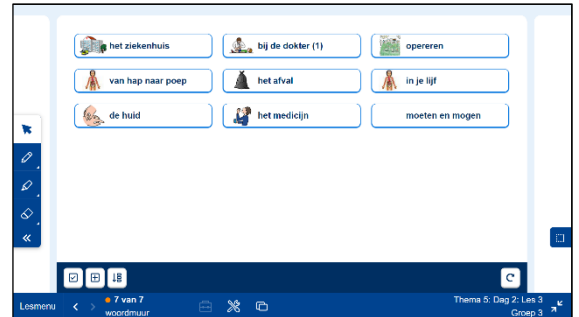 het ziekenhuis
bij de dokter (1)
opereren
van hap naar poep
het afval
in je lijf
de huid
het medicijn
moeten en mogen
Lesmenu
7 van 7
woordmuur
Thema 5: Dag 2: Les 3
Groep 3